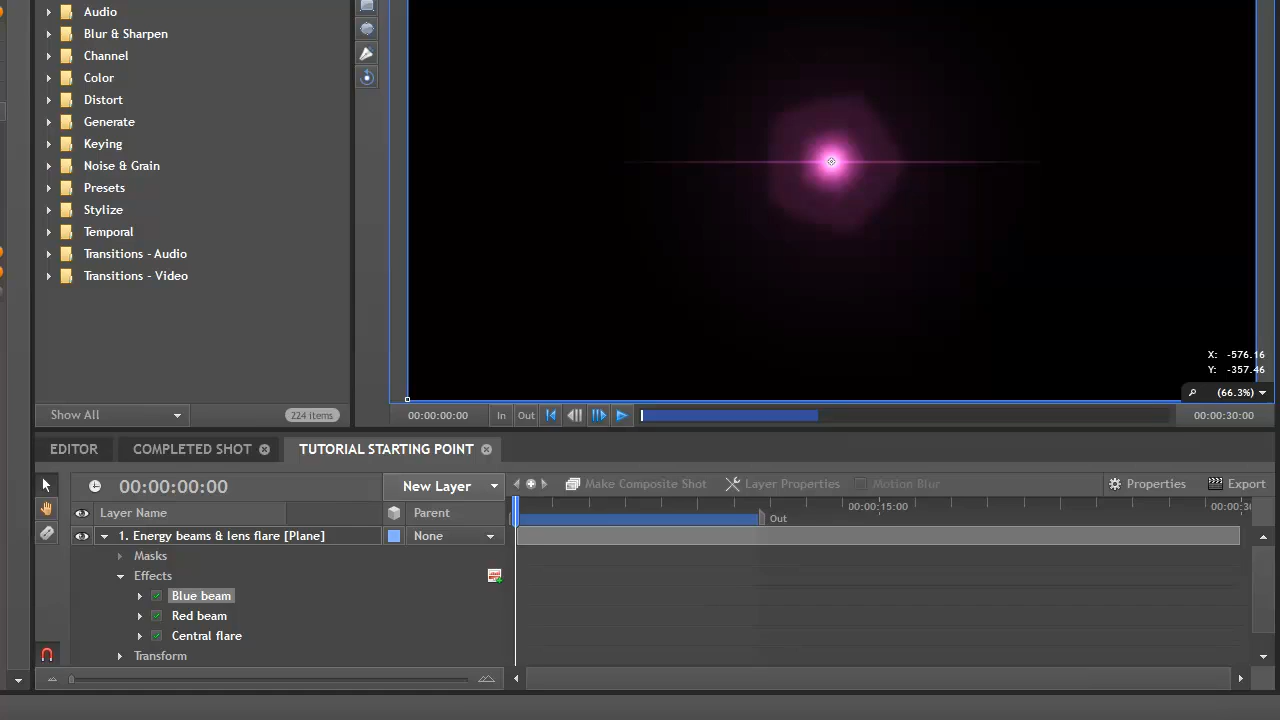 Audio
Blur & Sharpen
Channel
Color
Distort
Generate
Keying
Noise & Grain
Presets
Stylize
Temporal
Transitions - Audio
Transitions - Video
X: -576.16
Y: -357.46
(66.3%)
Show All 224 items
00:00:00:00 In Out 00:00:30:00
EDITOR COMPLETED SHOT TUTORIAL STARTING POINT
00:00:00:00 New Layer Make Composite Shot Layer Properties Motion Blur Properties Export
00:00:15:00 00:00:30
Layer Name Parent Out
1. Energy beams & lens flare [Plane] None
Masks
Effects
Blue beam
Red beam
Central flare
Transform